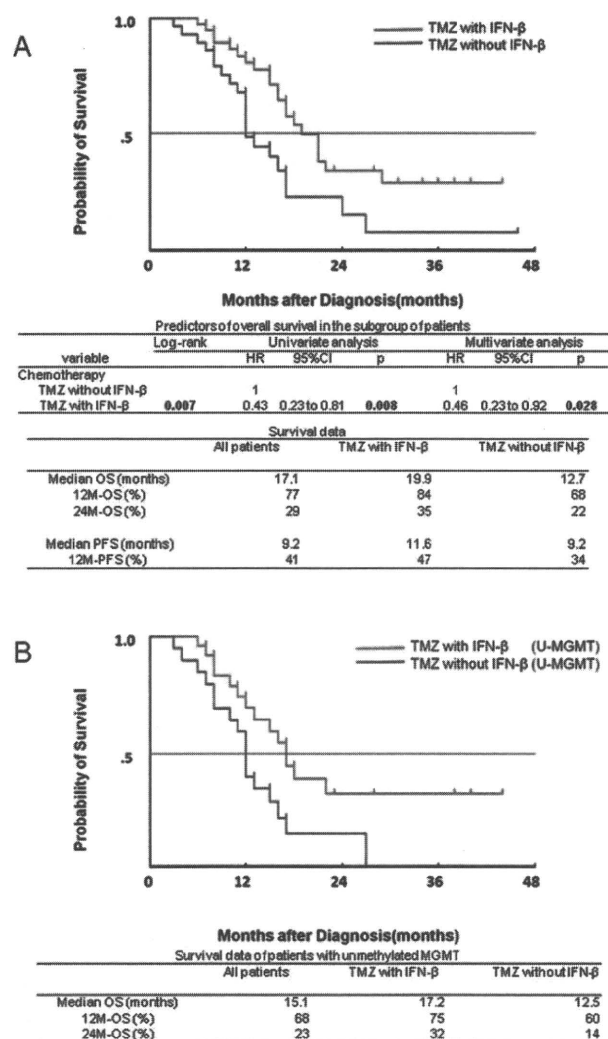 A
1.0
TMZ with IFN-β
TMZ without IFN-β
Probability of Survival
.5
0 12 24 36 48
Months after Diagnosis(months)
Predictors of overall survival in the subgroup of patients
Log-rank Univariate analysis Multivariate analysis
variable HR 95%CI p HR 95%CI p
Chemotherapy
TMZ without IFN-β 1 1
TMZ with IFN-β 0.007 0.43 0.23 to 0.81 0.008 0.46 0.23 to 0.92 0.028
Survival data
All patients TMZ with IFN-β TMZ without IFN-β
Median OS (months) 17.1 19.9 12.7
12M-OS (%) 77 84 68
24M-OS (%) 29 35 22
Median PFS (months) 9.2 11.6 9.2
12M-PFS (%) 41 47 34
B
1.0
TMZ with IFN-β (U-MGMT)
TMZ without IFN-β (U-MGMT)
Probability of Survival
.5
0 12 24 36 48
Months after Diagnosis(months)
Survival data of patients with unmethylated MGMT
All patients TMZ with IFN-β TMZ without IFN-β
Median OS (months) 15.1 17.2 12.5
12M-OS (%) 68 75 60
24M-OS (%) 23 32 14